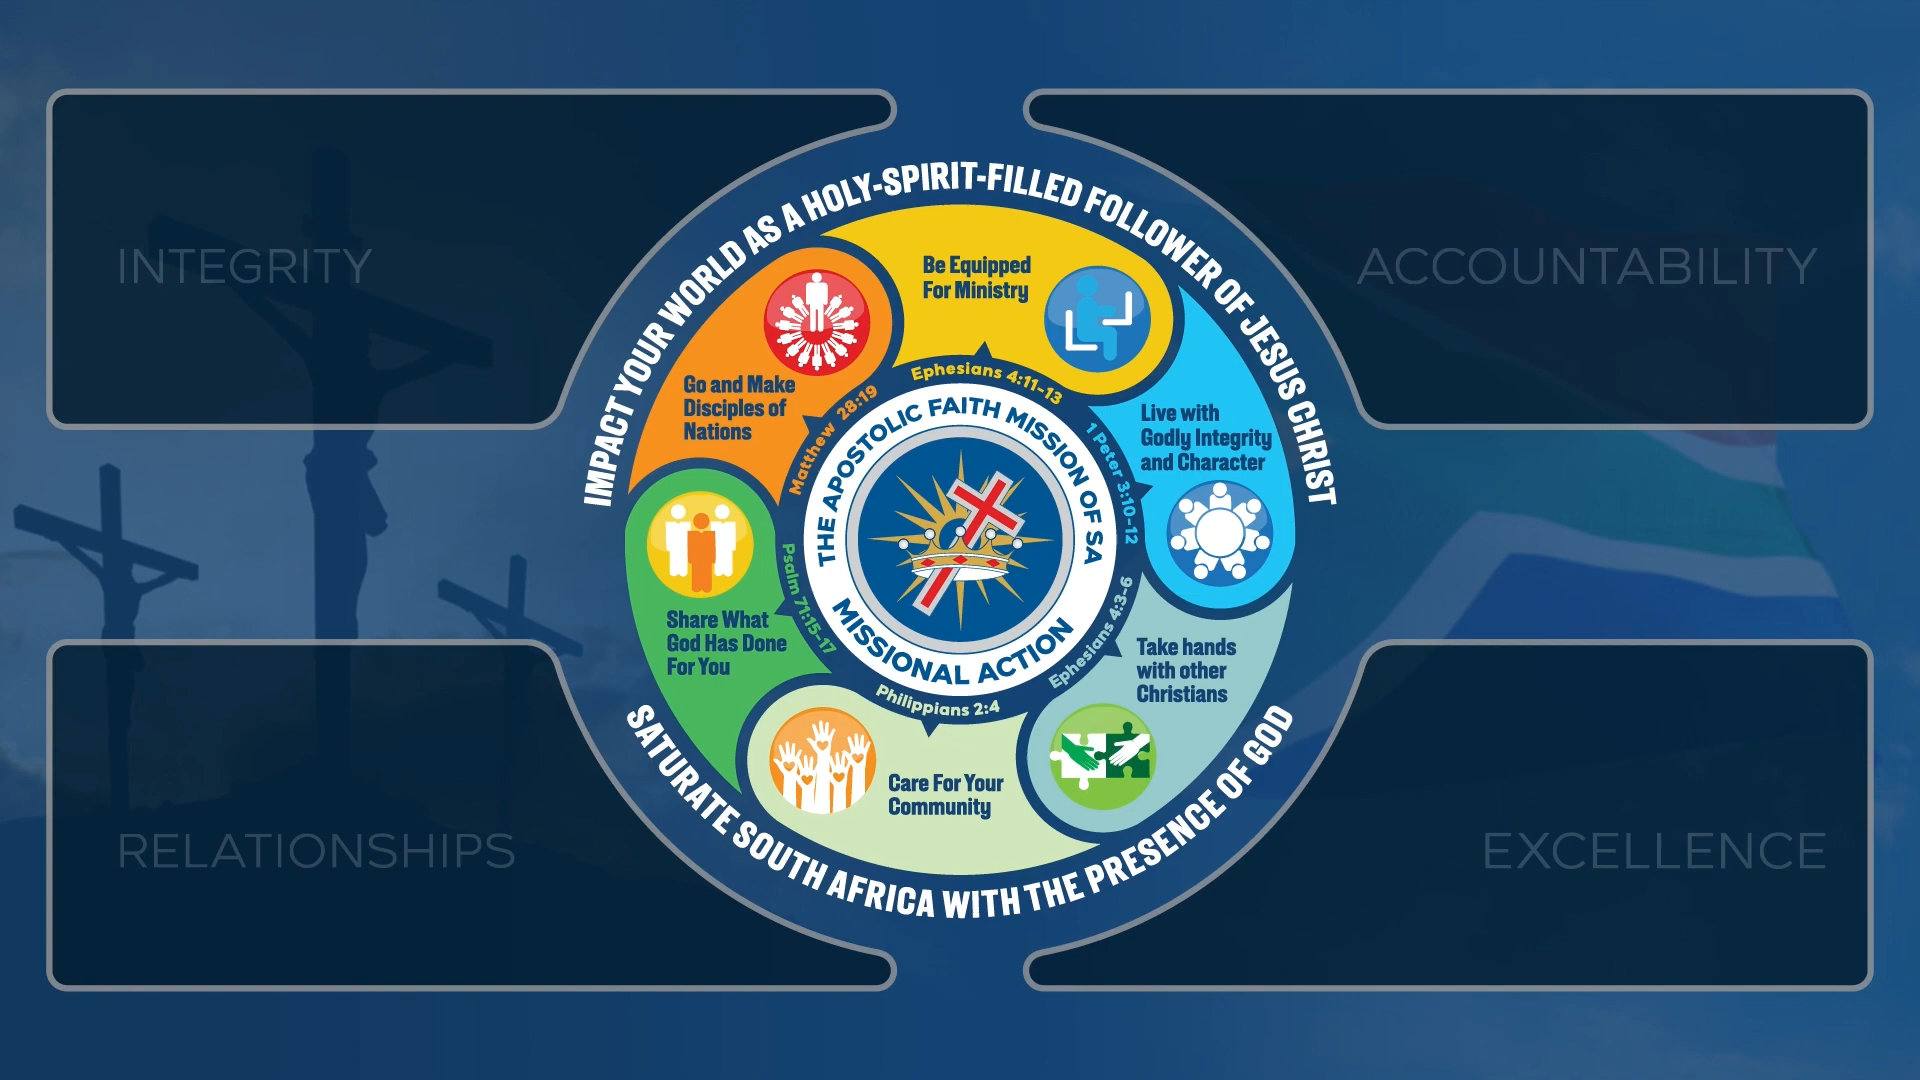 IMPACT YOUR WORLD AS A HOLY-SPIRIT-FILLED FOLLOWER OF JESUS CHRIST
INTEGRITY
ACCOUNTABILITY
Be Equipped
For Ministry
Ephesians 4:11-13
Go and Make
Disciples of
Nations
Matthew 28:19
Live with
Godly Integrity
and Character
1 Peter 3:10-12
THE APOSTOLIC FAITH MISSION OF SA
MISSIONAL ACTION
Share What
God Has Done
For You
Psalm 71:15-17
Take hands
with other
Christians
Ephesians 4:3-6
Philippians 2:4
Care For Your
Community
RELATIONSHIPS
EXCELLENCE
SATURATE SOUTH AFRICA WITH THE PRESENCE OF GOD